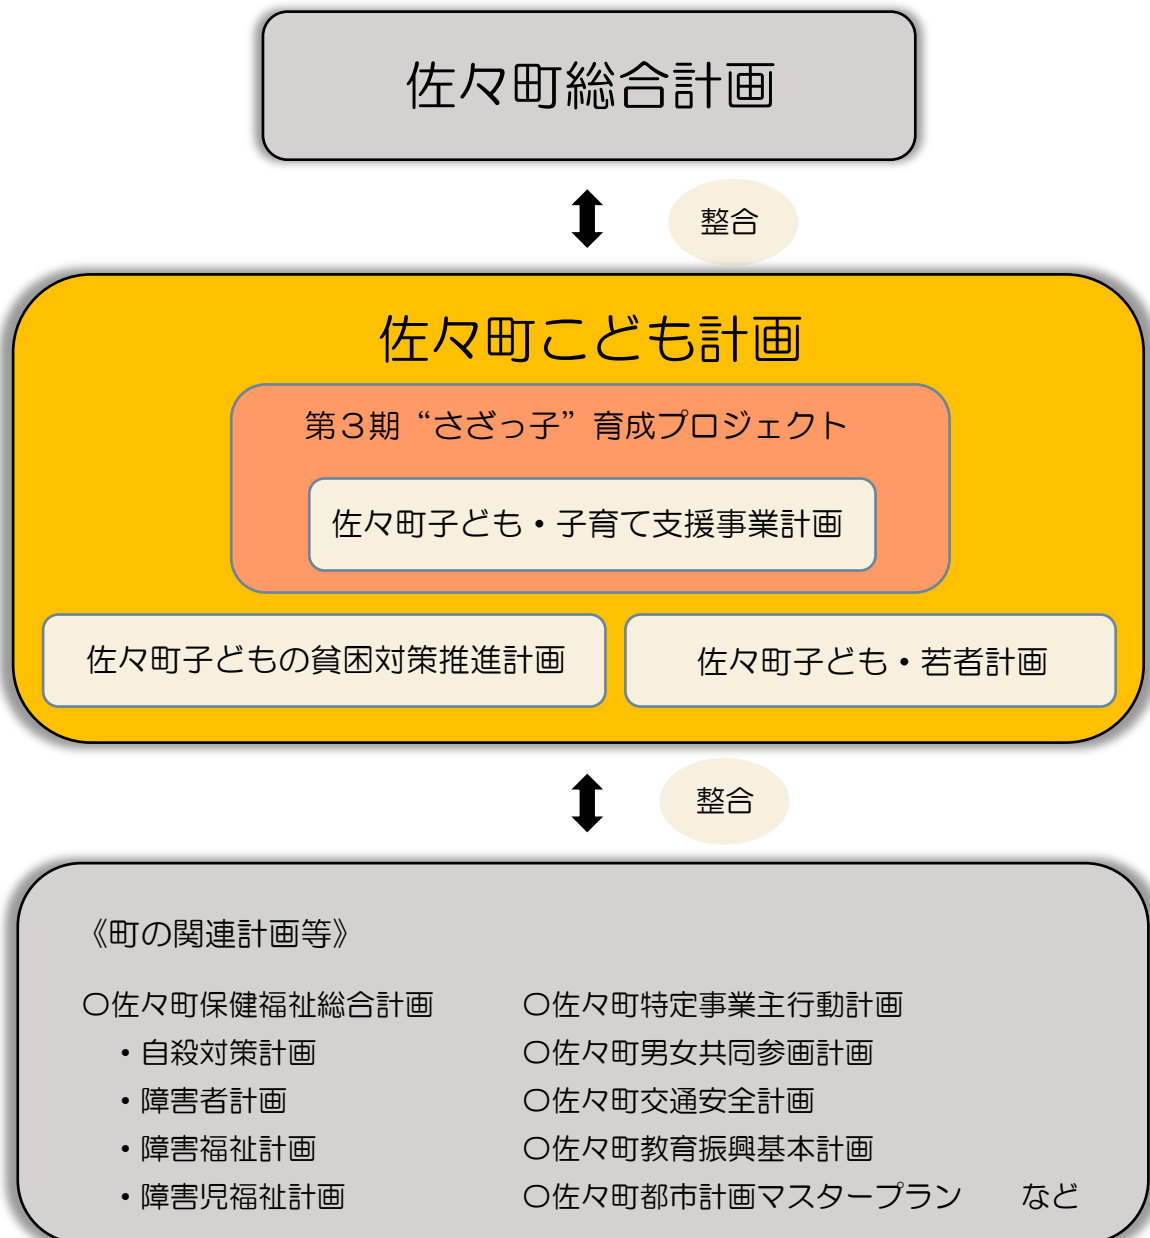 佐々町総合計画
整合
佐々町こども計画
第３期“さざっ子”育成プロジェクト
佐々町子ども・子育て支援事業計画
佐々町子どもの貧困対策推進計画
佐々町子ども・若者計画
整合
《町の関連計画等》
〇佐々町保健福祉総合計画
・自殺対策計画
・障害者計画
・障害福祉計画
・障害児福祉計画
〇佐々町特定事業主行動計画
〇佐々町男女共同参画計画
〇佐々町交通安全計画
〇佐々町教育振興基本計画
〇佐々町都市計画マスタープラン　　など